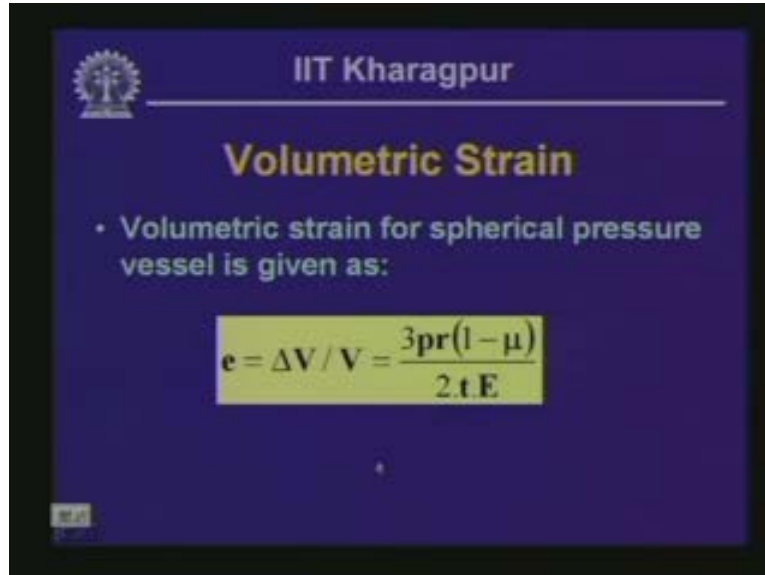 IIT Kharagpur
Volumetric Strain
• Volumetric strain for spherical pressure
vessel is given as:
e = ΔV / V = 3pr(1 − μ) / 2.t.E